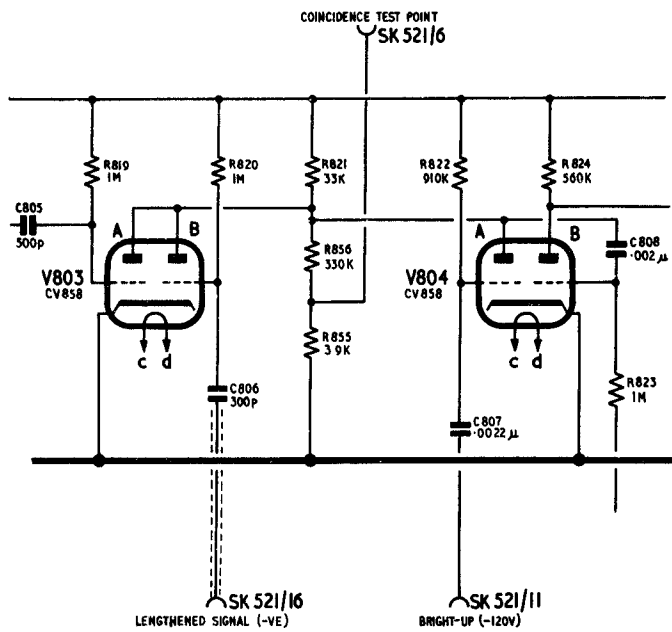 COINCIDENCE TEST POINT
SK 521/6
R819
1M
R820
1M
R821
33K
R822
910K
R824
560K
C805
500p
A
B
A
B
R856
330K
C808
.002 µ
V803
CV858
V804
CV858
c d
R855
3.9K
c d
R823
1M
C806
300p
C807
.0022 µ
SK 521/16
LENGTHENED SIGNAL (-VE)
SK 521/11
BRIGHT-UP (-120V)